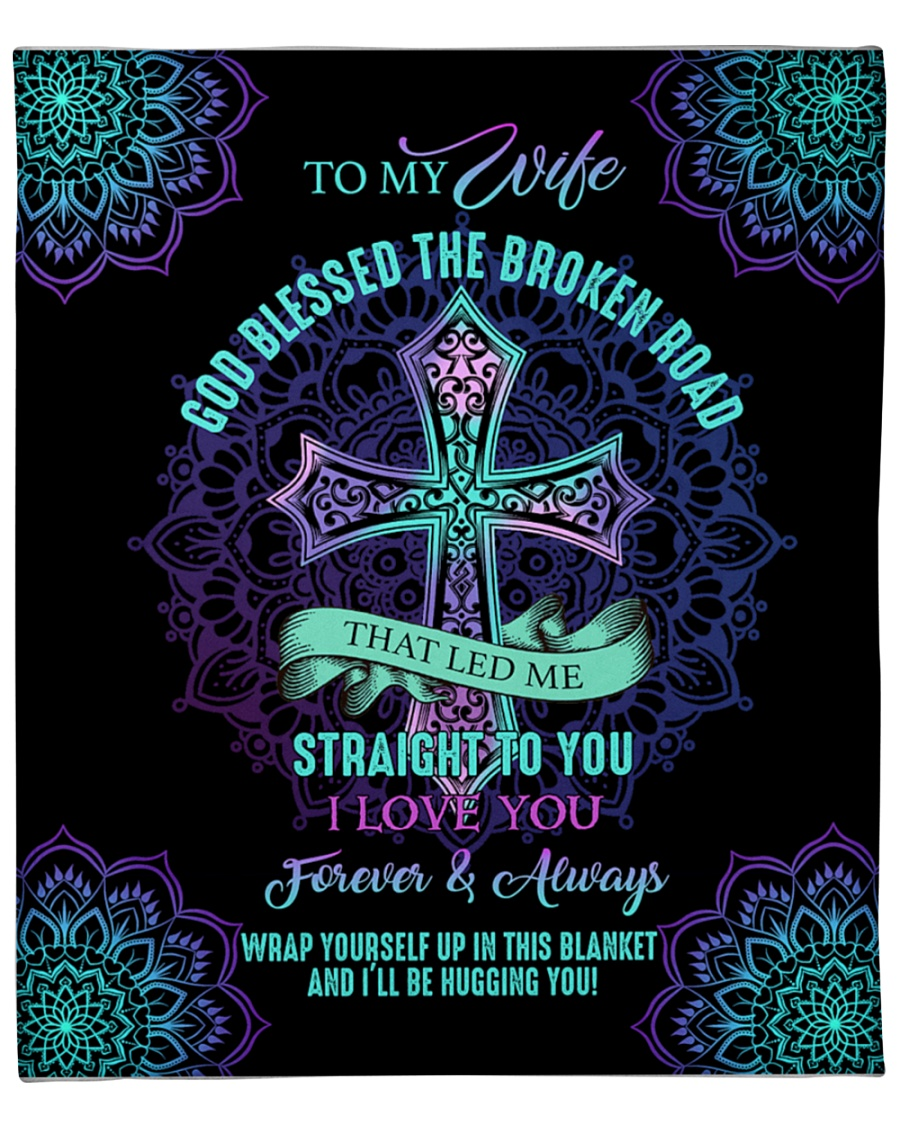 TO MY Wife
GOD BLESSED THE BROKEN ROAD
THAT LED ME
STRAIGHT TO YOU
I LOVE YOU
Forever & Always
WRAP YOURSELF UP IN THIS BLANKET
AND I'LL BE HUGGING YOU!